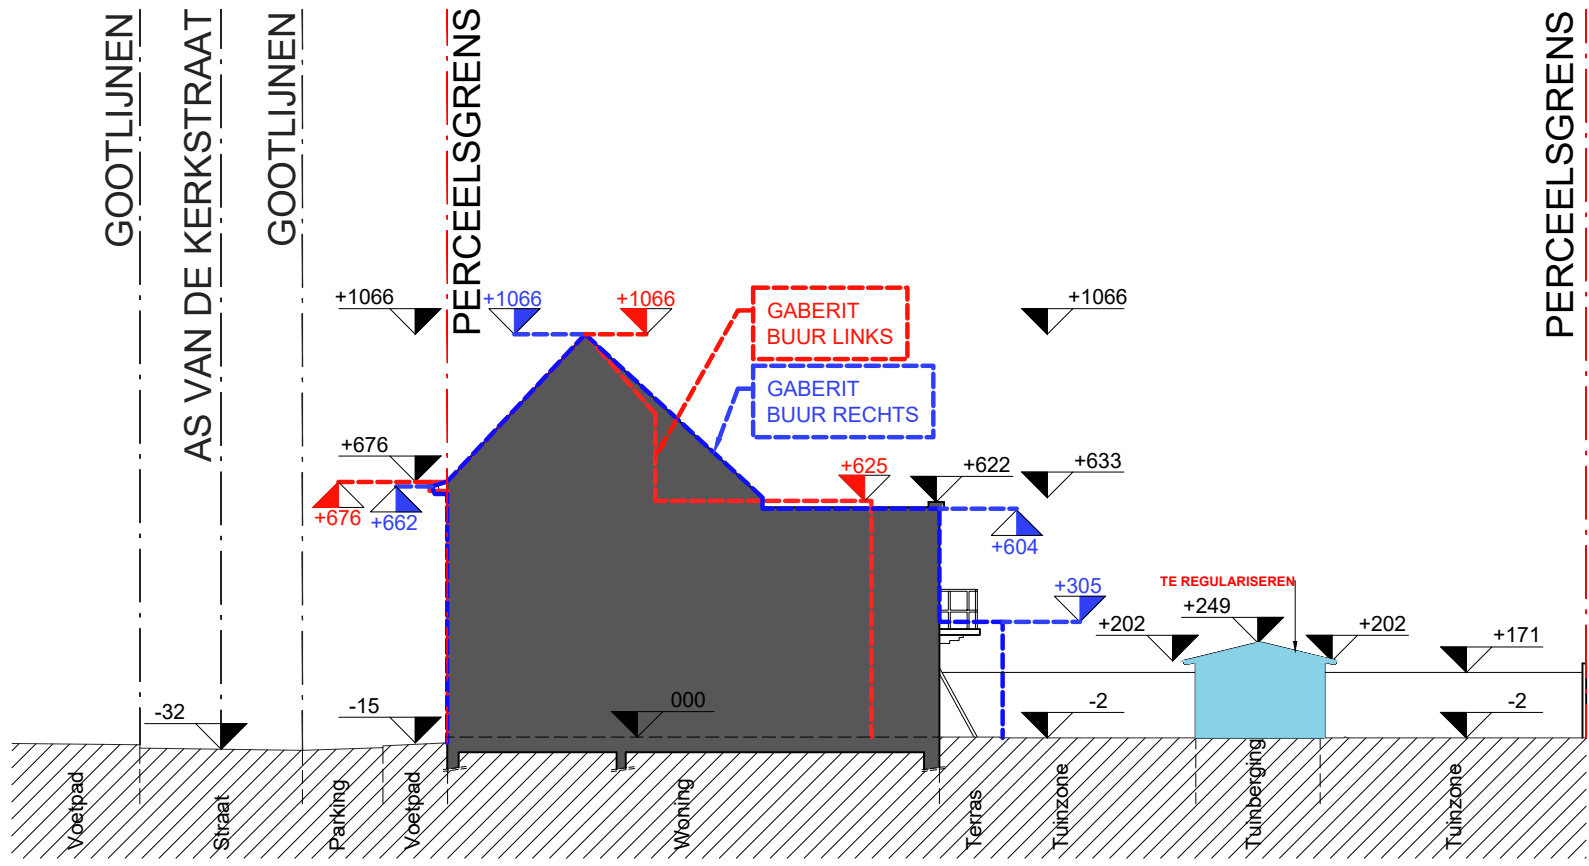 GOOTLIJNEN
AS VAN DE KERKSTRAAT
GOOTLIJNEN
PERCEELSGRENS
PERCEELSGRENS
+1066
+1066
+1066
+1066
GABERIT
BUUR LINKS
GABERIT
BUUR RECHTS
+676
+625
+622
+633
+676
+662
+604
+305
TE REGULARISEREN
+249
+202
+202
+171
-32
-15
000
-2
-2
Voetpad
Straat
Parking
Voetpad
Woning
Terras
Tuinzone
Tuinberging
Tuinzone